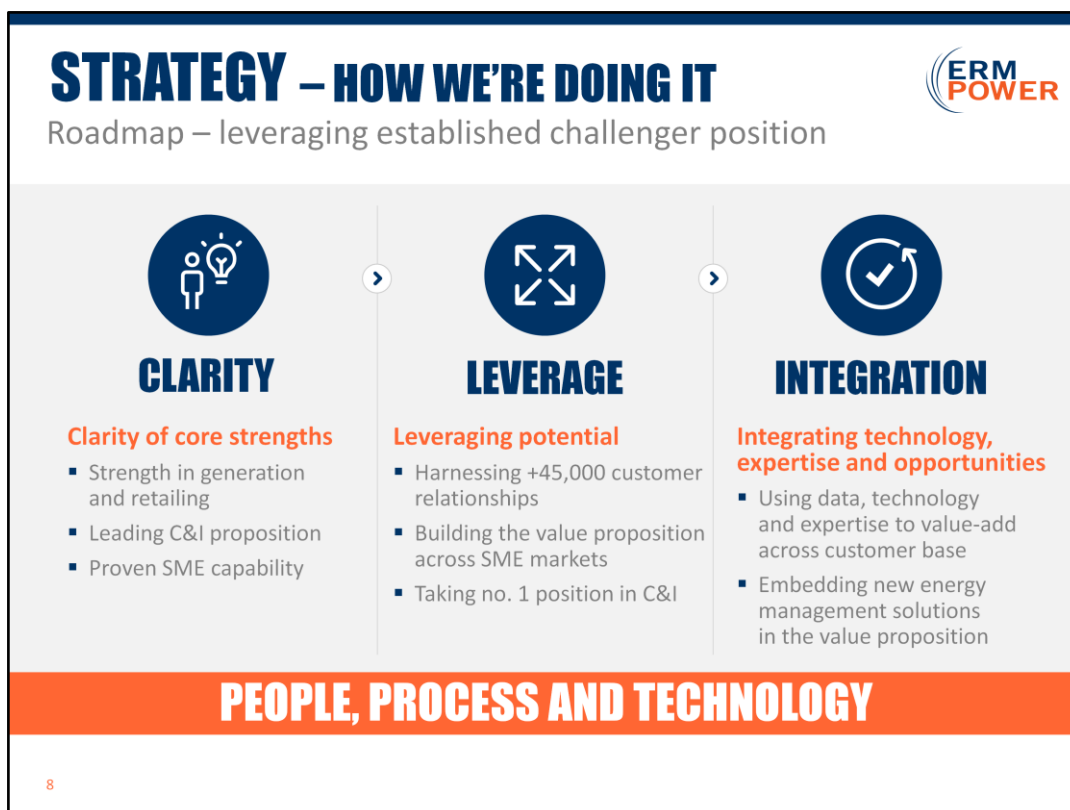 STRATEGY – HOW WE'RE DOING IT
ERM
POWER
Roadmap – leveraging established challenger position
CLARITY
Clarity of core strengths
▪ Strength in generation
and retailing
▪ Leading C&I proposition
▪ Proven SME capability
LEVERAGE
Leveraging potential
▪ Harnessing +45,000 customer
relationships
▪ Building the value proposition
across SME markets
▪ Taking no. 1 position in C&I
INTEGRATION
Integrating technology,
expertise and opportunities
▪ Using data, technology
and expertise to value-add
across customer base
▪ Embedding new energy
management solutions
in the value proposition
PEOPLE, PROCESS AND TECHNOLOGY
8